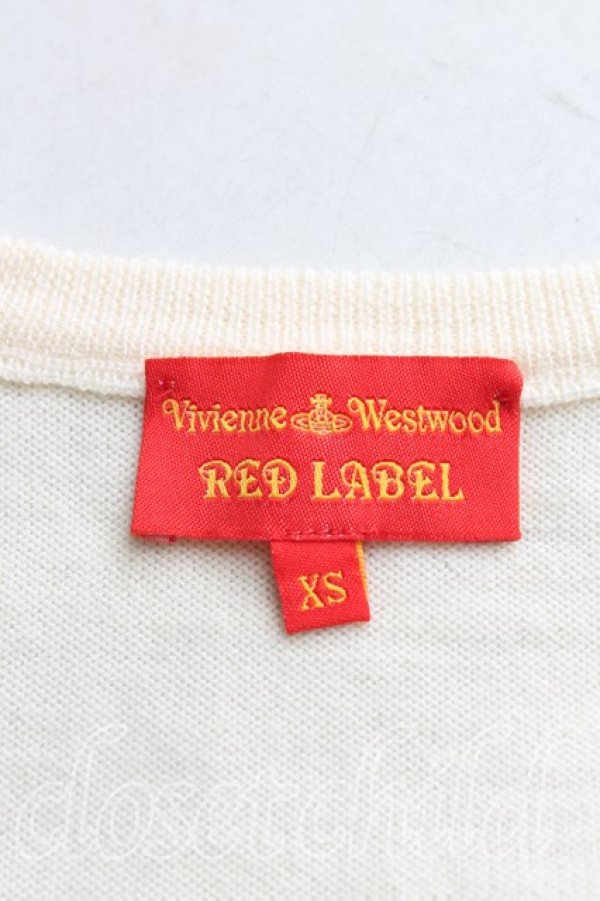 Vivienne Westwood
RED LABEL
XS
closetchild